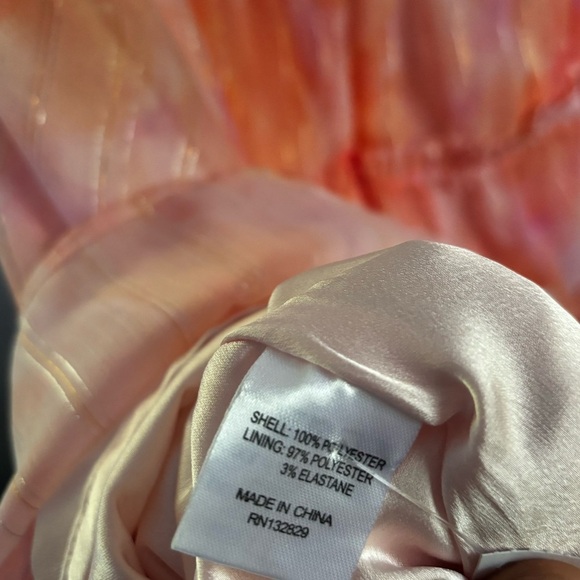 SHELL: 100% POLYESTER
LINING: 97% POLYESTER
3% ELASTANE
MADE IN CHINA
RN132829